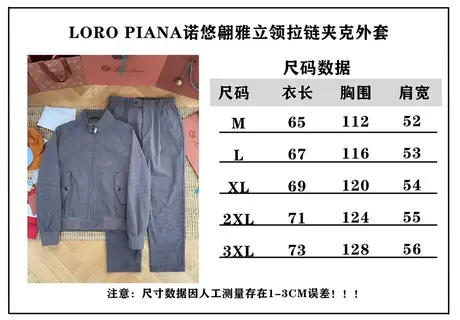 LORO PIANA诺悠翩雅立领拉链夹克外套
尺码数据
尺码 衣长 胸围 肩宽
M 65 112 52
L 67 116 53
XL 69 120 54
2XL 71 124 55
3XL 73 128 56
注意：尺寸数据因人工测量存在1-3CM误差！！！